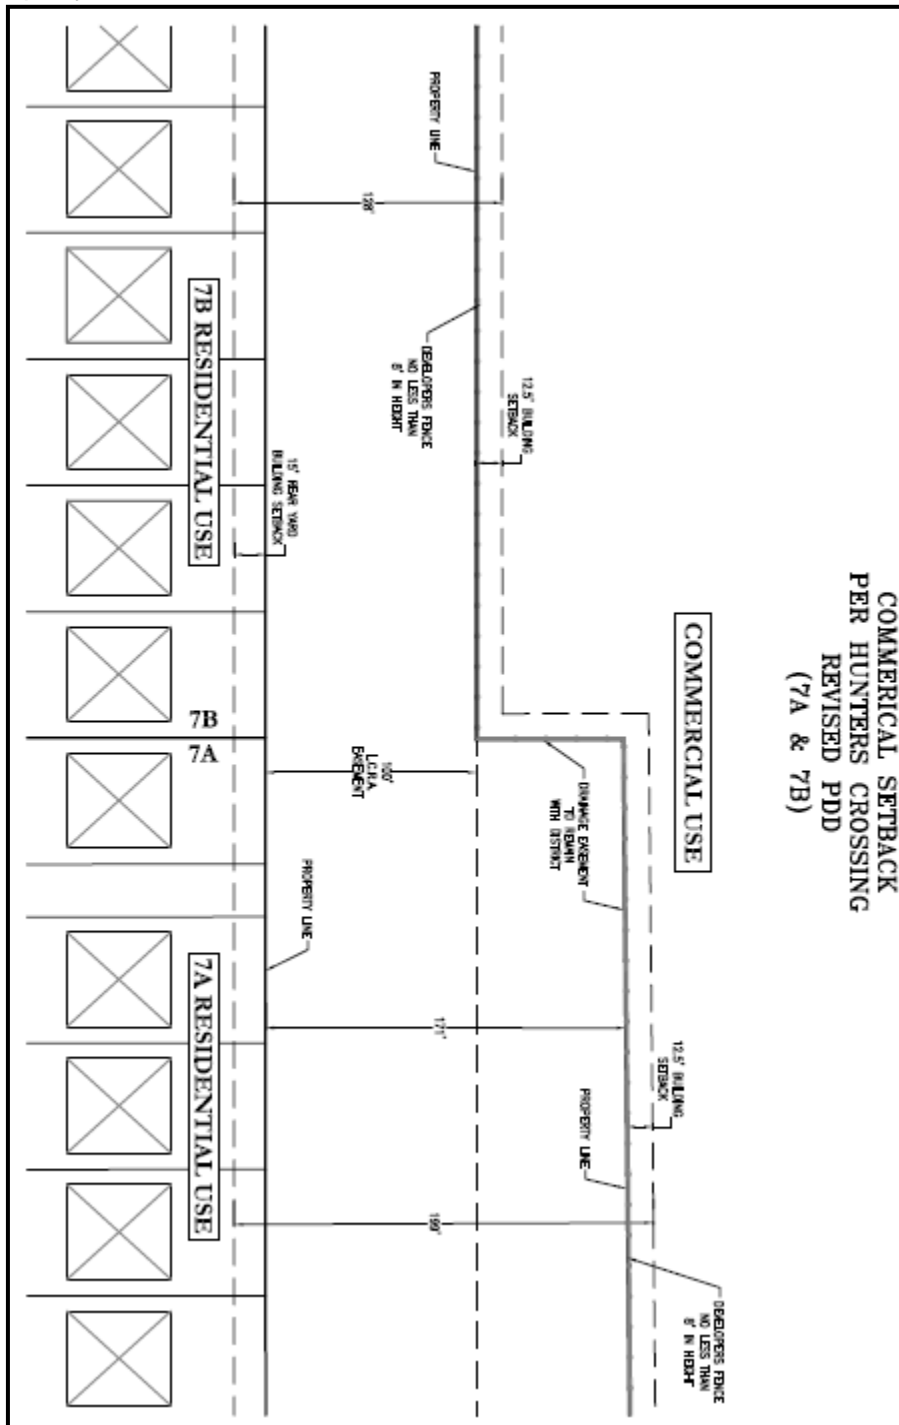 COMMERICAL SETBACK
PER HUNTERS CROSSING
REVISED PDD
(7A & 7B)
COMMERCIAL USE
12.5' BUILDING
SETBACK
12.5' BUILDING
SETBACK
DEVELOPERS FENCE
NO LESS THAN
6' IN HEIGHT
PROPERTY LINE
DRAINAGE EASEMENT
TO REMAIN
WITH DISTRICT
PROPERTY LINE
DEVELOPERS FENCE
NO LESS THAN
6' IN HEIGHT
171'
199'
128'
100'
L.C.R.A.
EASEMENT
PROPERTY LINE
15' REAR YARD
BUILDING SETBACK
7B RESIDENTIAL USE
7B
7A
7A RESIDENTIAL USE